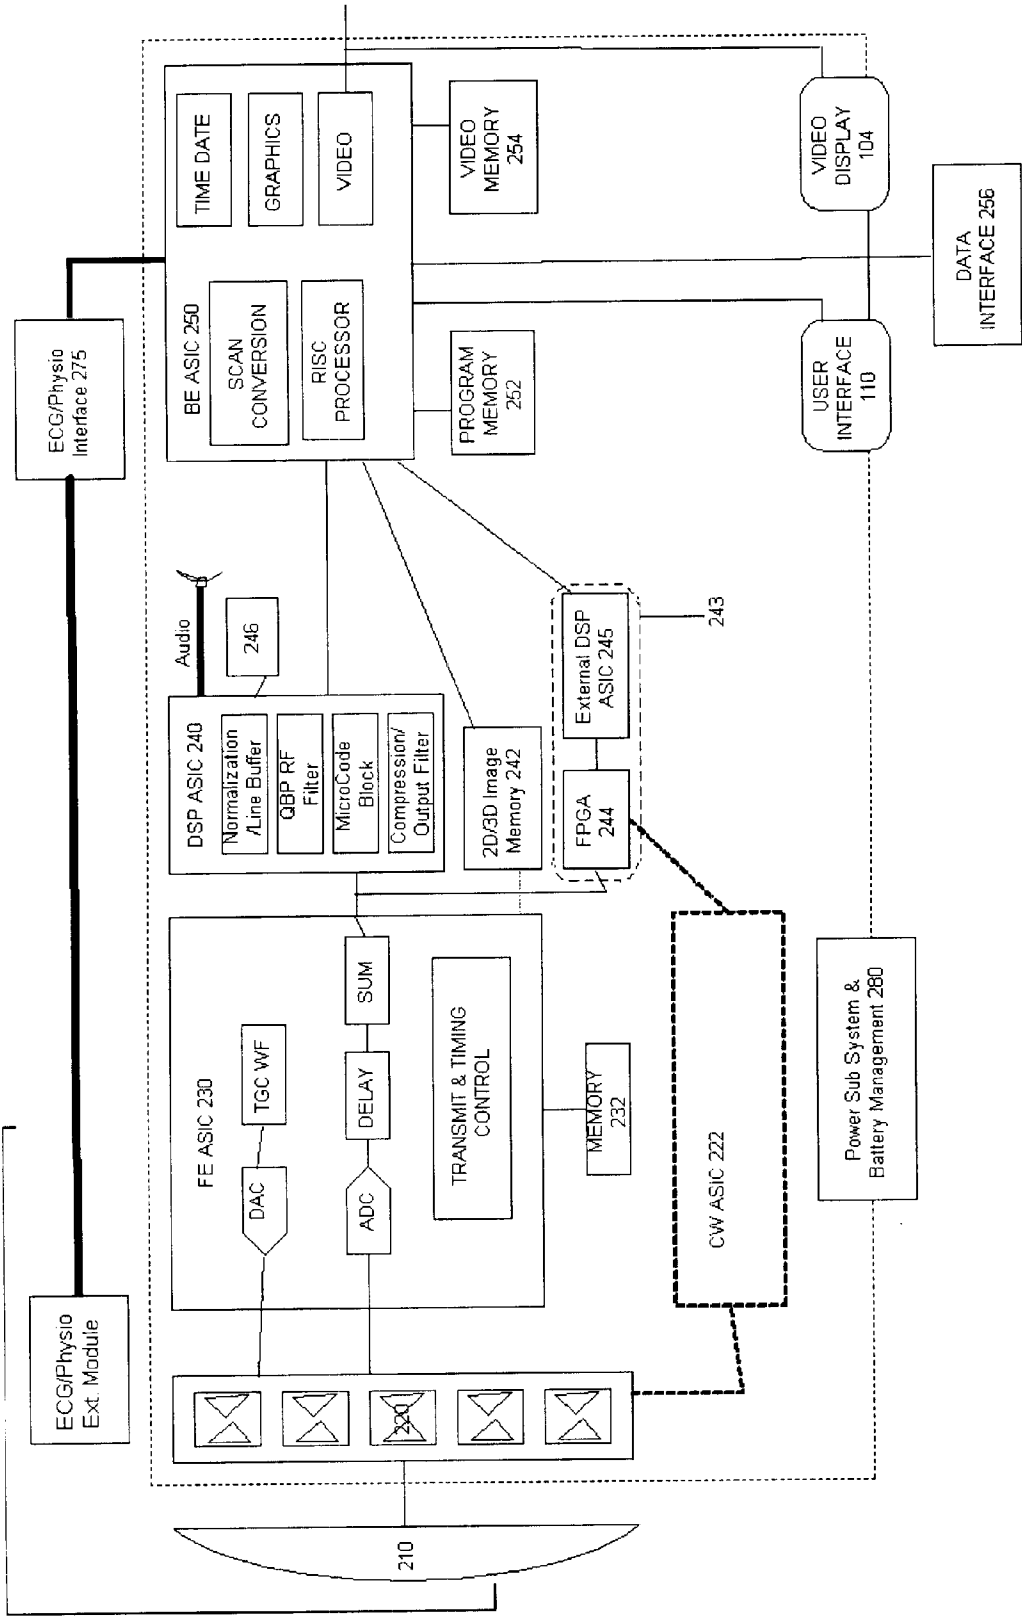 ECG/Physio
Ext. Module
ECG/Physio
Interface 275
210
220
FE ASIC 230
DAC
TGC WF
ADC
DELAY
SUM
TRANSMIT & TIMING
CONTROL
MEMORY
232
CW ASIC 222
Power Sub System &
Battery Management 280
Audio
246
DSP ASIC 240
Normalization
/Line Buffer
QBP RF
Filter
MicroCode
Block
Compression/
Output Filter
2D/3D Image
Memory 242
FPGA
244
External DSP
ASIC 245
243
BE ASIC 250
SCAN
CONVERSION
RISC
PROCESSOR
TIME DATE
GRAPHICS
VIDEO
PROGRAM
MEMORY
252
VIDEO
MEMORY
254
USER
INTERFACE
110
VIDEO
DISPLAY
104
DATA
INTERFACE 256